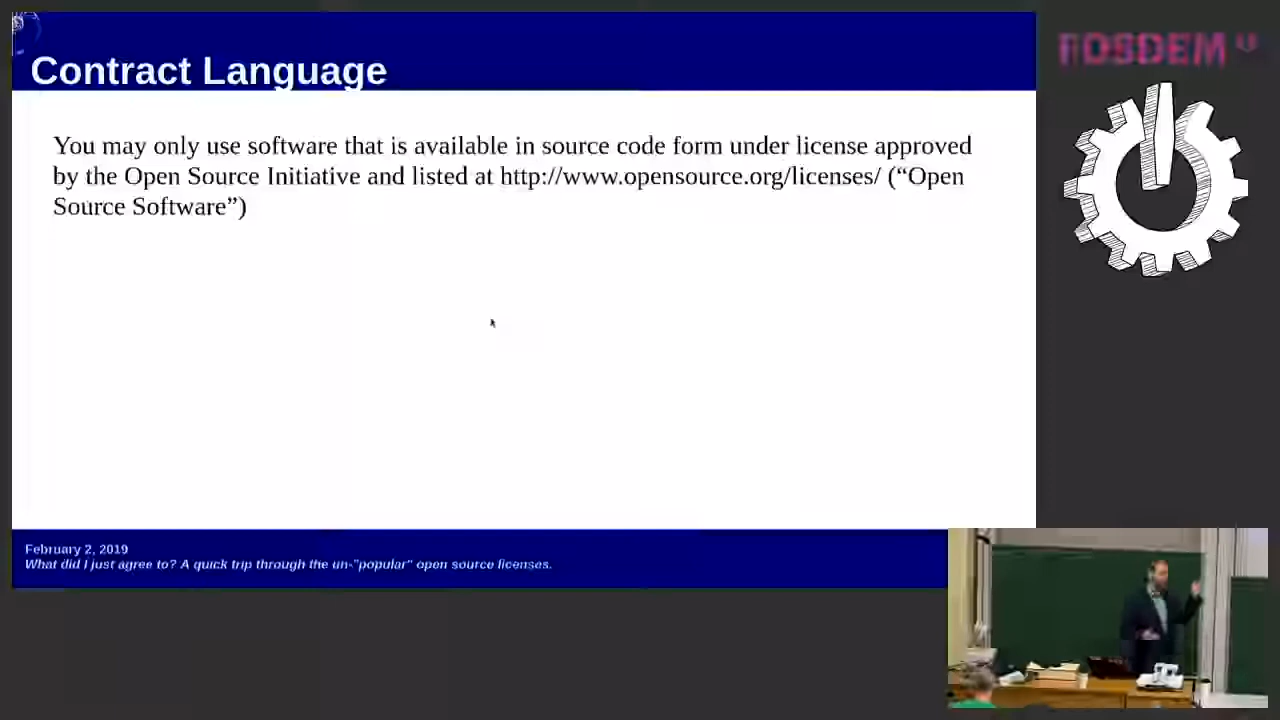 Contract Language
You may only use software that is available in source code form under license approved
by the Open Source Initiative and listed at http://www.opensource.org/licenses/ (“Open
Source Software”)
February 2, 2019
What did I just agree to? A quick trip through the un-"popular" open source licenses.
FOSDEM